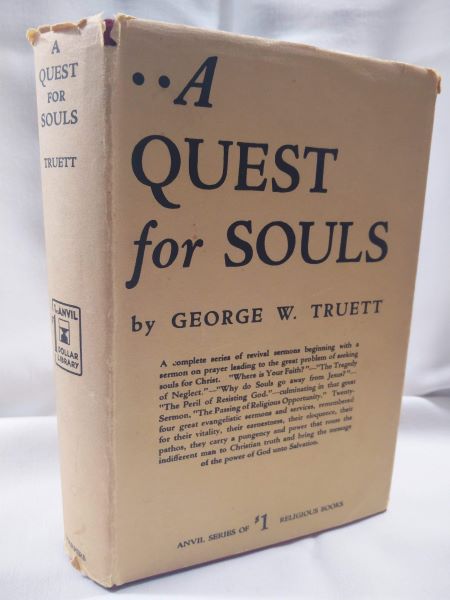 A
QUEST
FOR
SOULS
TRUETT
ANVIL
DOLLAR
LIBRARY
..A
QUEST
for SOULS
by GEORGE W. TRUETT
A complete series of revival sermons beginning with a
sermon on prayer leading to the great problem of seeking
souls for Christ. "Where is Your Faith?"—"The Tragedy
of Neglect."—"Why do Souls go away from Jesus?"—
"The Peril of Resisting God."—culminating in that great
Sermon, "The Passing of Religious Opportunity." Twenty-
four great evangelistic sermons and services, remembered
for their vitality, their earnestness, their eloquence, their
pathos, they carry a pungency and power that rouse the
indifferent man to Christian truth and bring the message
of the power of God unto Salvation.
ANVIL SERIES OF $1 RELIGIOUS BOOKS